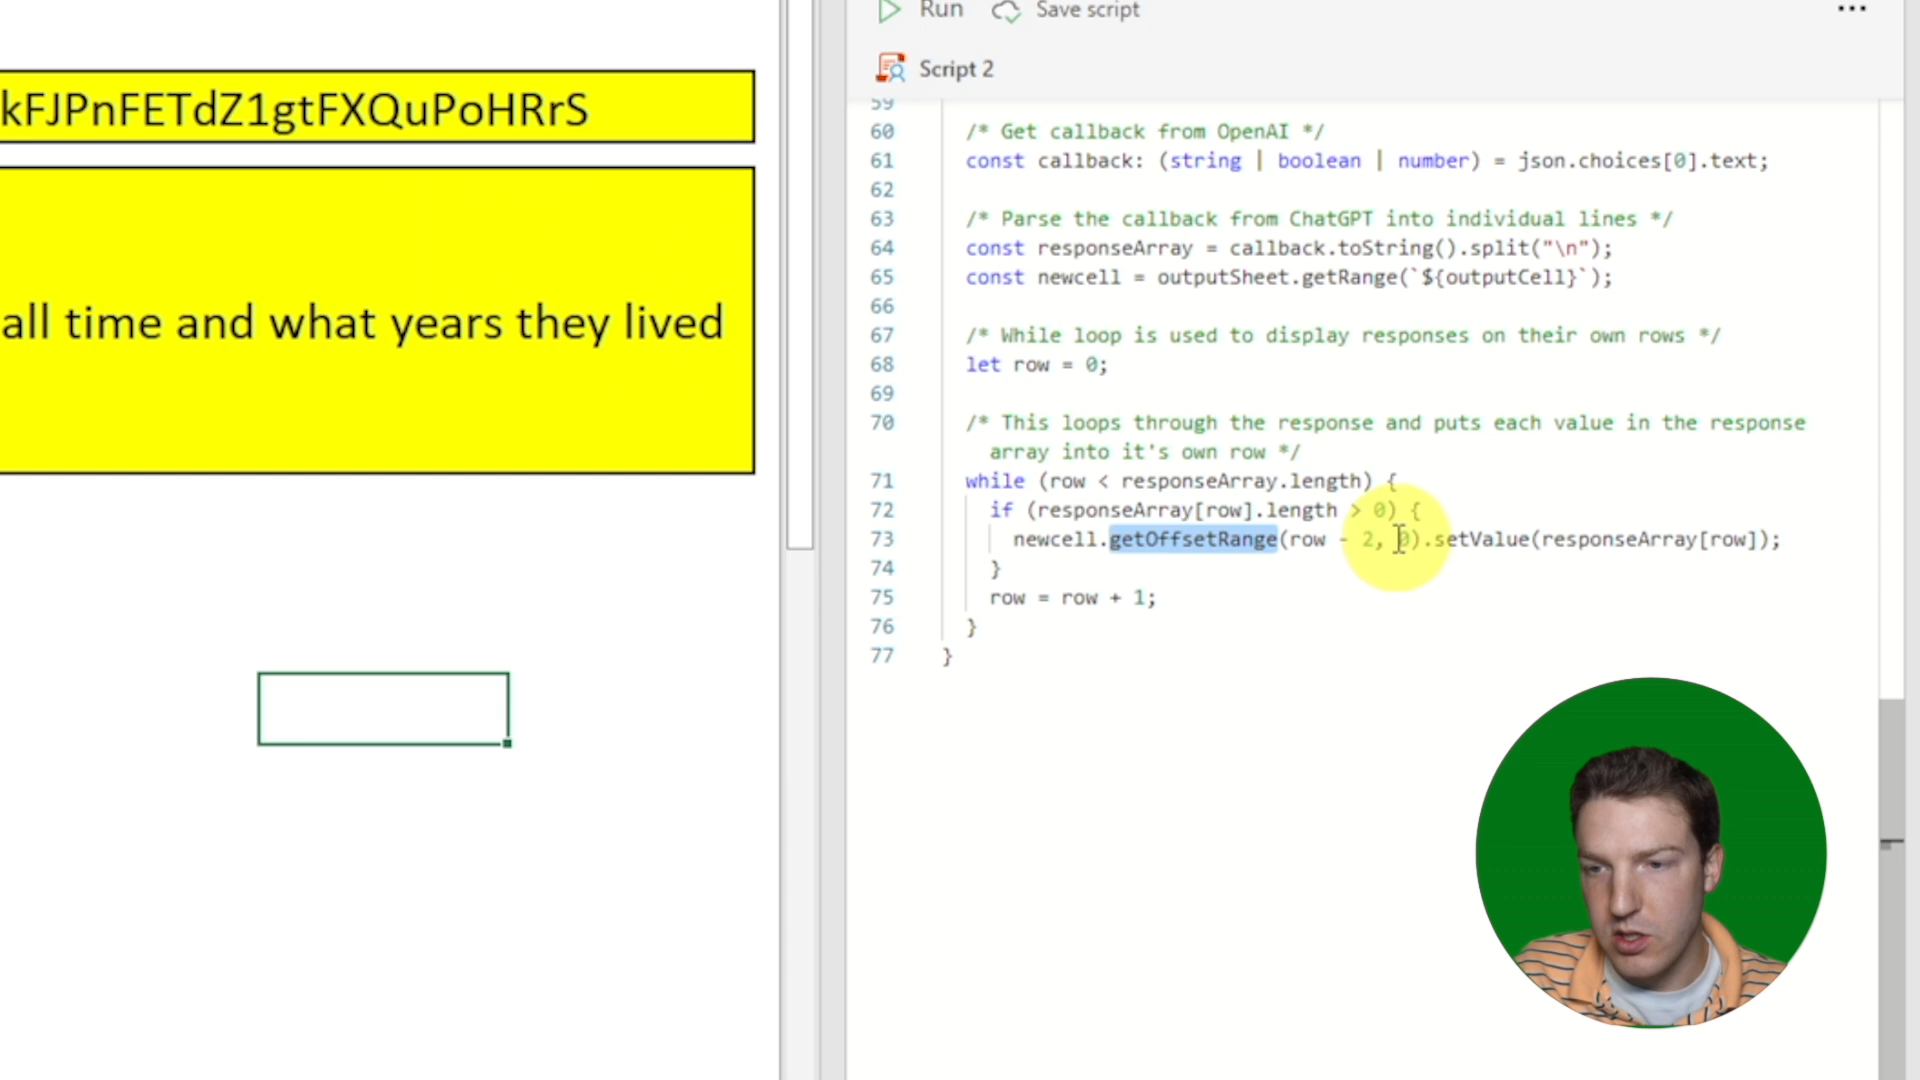 Run Save script ...
Script 2
kFJPnFETdZ1gtFXQuPoHRrS
all time and what years they lived
59
60 /* Get callback from OpenAI */
61 const callback: (string | boolean | number) = json.choices[0].text;
62
63 /* Parse the callback from ChatGPT into individual lines */
64 const responseArray = callback.toString().split("\n");
65 const newcell = outputSheet.getRange(`${outputCell}`);
66
67 /* While loop is used to display responses on their own rows */
68 let row = 0;
69
70 /* This loops through the response and puts each value in the response
array into it's own row */
71 while (row < responseArray.length) {
72 if (responseArray[row].length > 0) {
73 newcell.getOffsetRange(row - 2, 0).setValue(responseArray[row]);
74 }
75 row = row + 1;
76 }
77 }